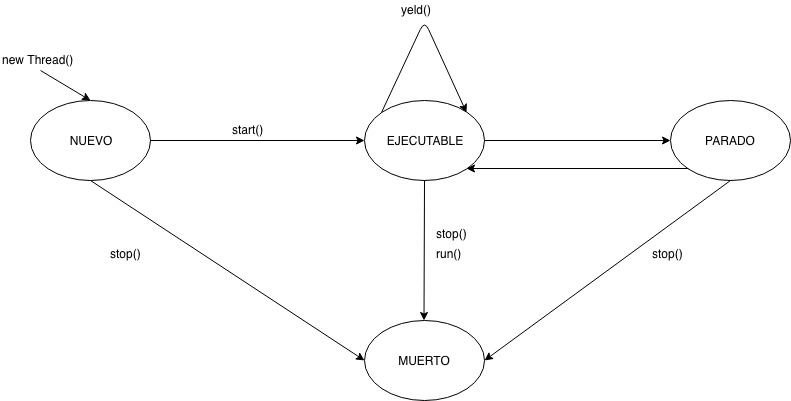 yeld()
new Thread()
start()
NUEVO
EJECUTABLE
PARADO
stop()
stop()
run()
stop()
MUERTO